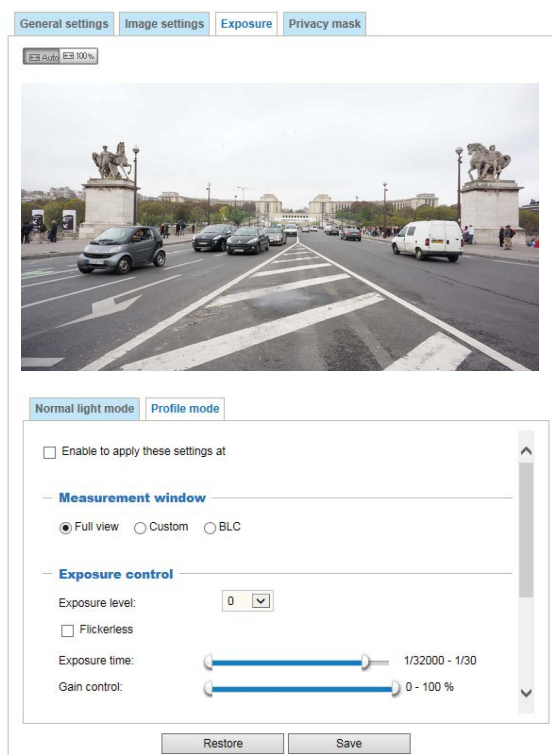 General settings Image settings Exposure Privacy mask
Auto 100%
Normal light mode Profile mode
Enable to apply these settings at
Measurement window
Full view Custom BLC
Exposure control
Exposure level: 0
Flickerless
Exposure time: 1/32000 - 1/30
Gain control: 0 - 100 %
Restore Save